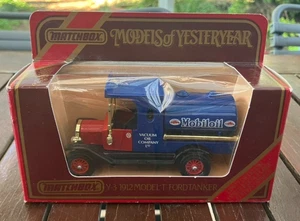 MATCHBOX
MODELS of YESTERYEAR
Mobiloil
VACUUM
OIL
COMPANY
MATCHBOX
Y-3 1912 MODEL T FORD TANKER